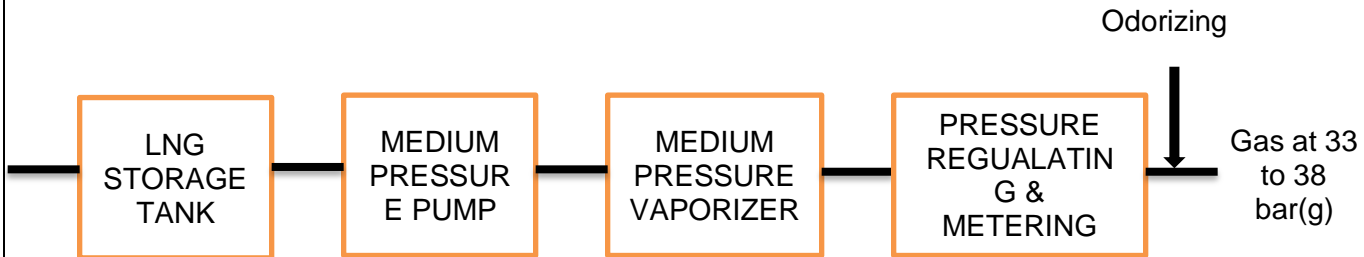 Odorizing
LNG
STORAGE
TANK
MEDIUM
PRESSUR
E PUMP
MEDIUM
PRESSURE
VAPORIZER
PRESSURE
REGUALATIN
G &
METERING
Gas at 33
to 38
bar(g)